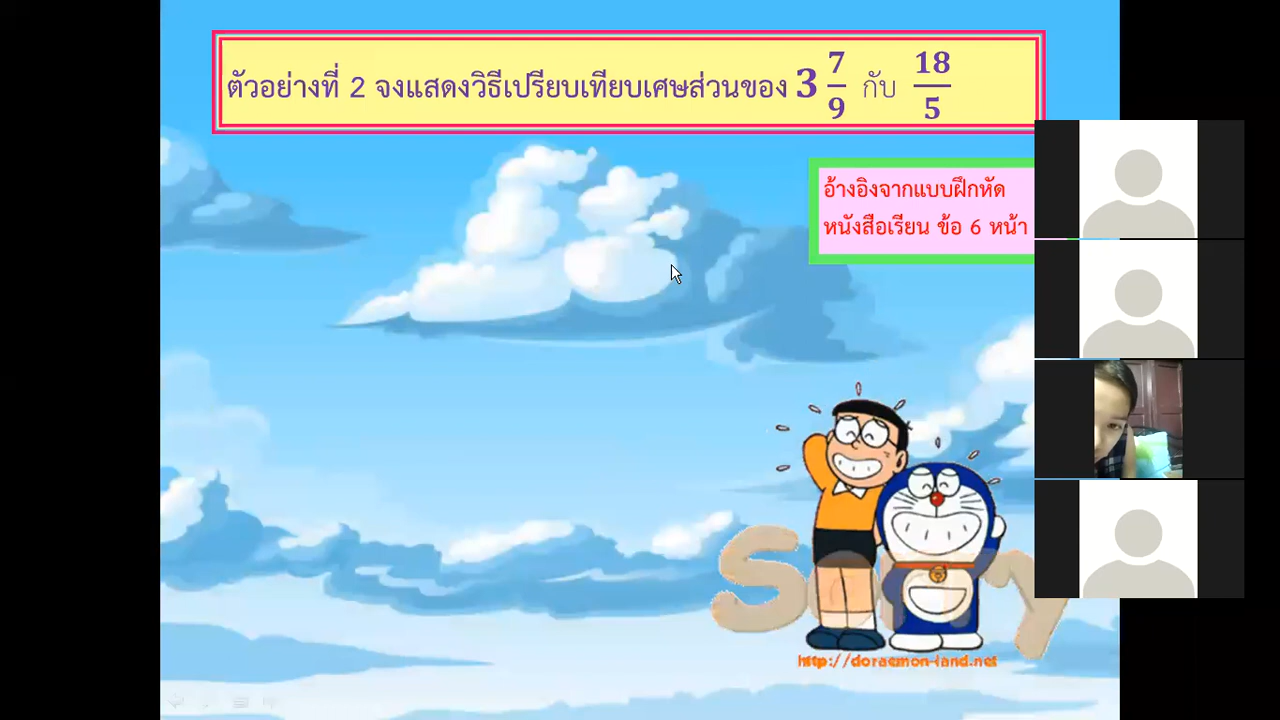 ตัวอย่างที่ 2 จงแสดงวิธีเปรียบเทียบเศษส่วนของ 3 7/9 กับ 18/5
อ้างอิงจากแบบฝึกหัด
หนังสือเรียน ข้อ 6 หน้า
http://doraemon-land.net